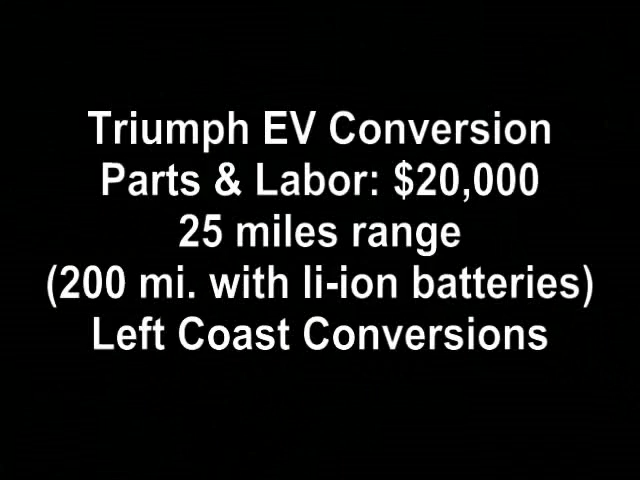 Triumph EV Conversion
Parts & Labor: $20,000
25 miles range
(200 mi. with li-ion batteries)
Left Coast Conversions